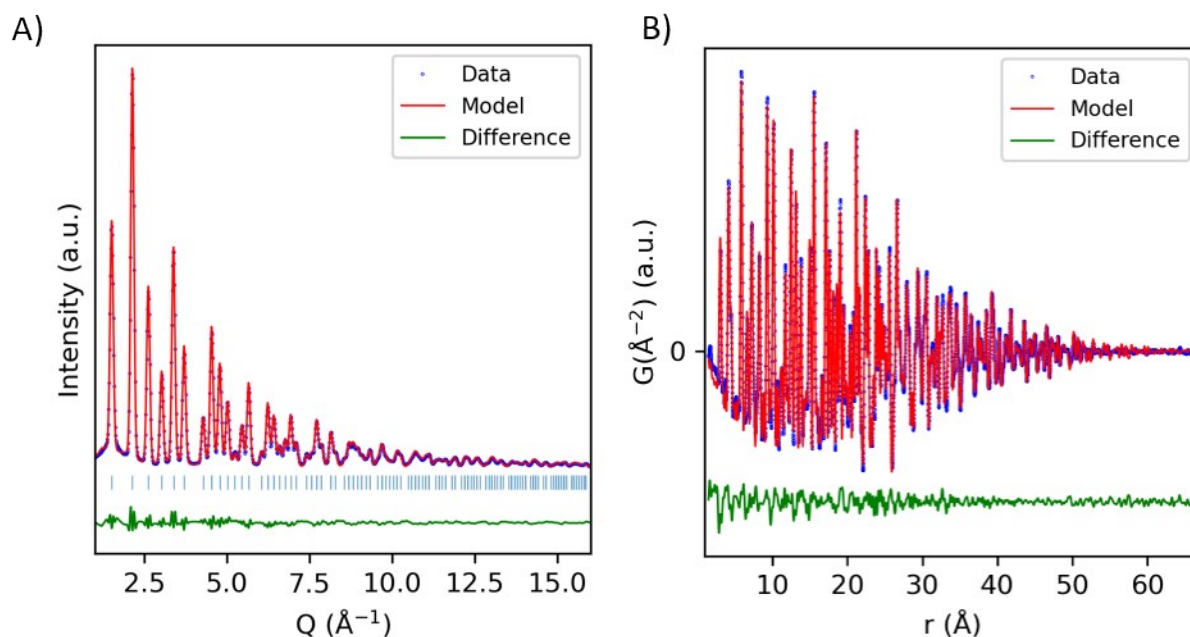 A)
Data
Model
Difference
Intensity (a.u.)
2.5 5.0 7.5 10.0 12.5 15.0
Q (Å⁻¹)
B)
Data
Model
Difference
G(Å⁻²) (a.u.)
0
10 20 30 40 50 60
r (Å)